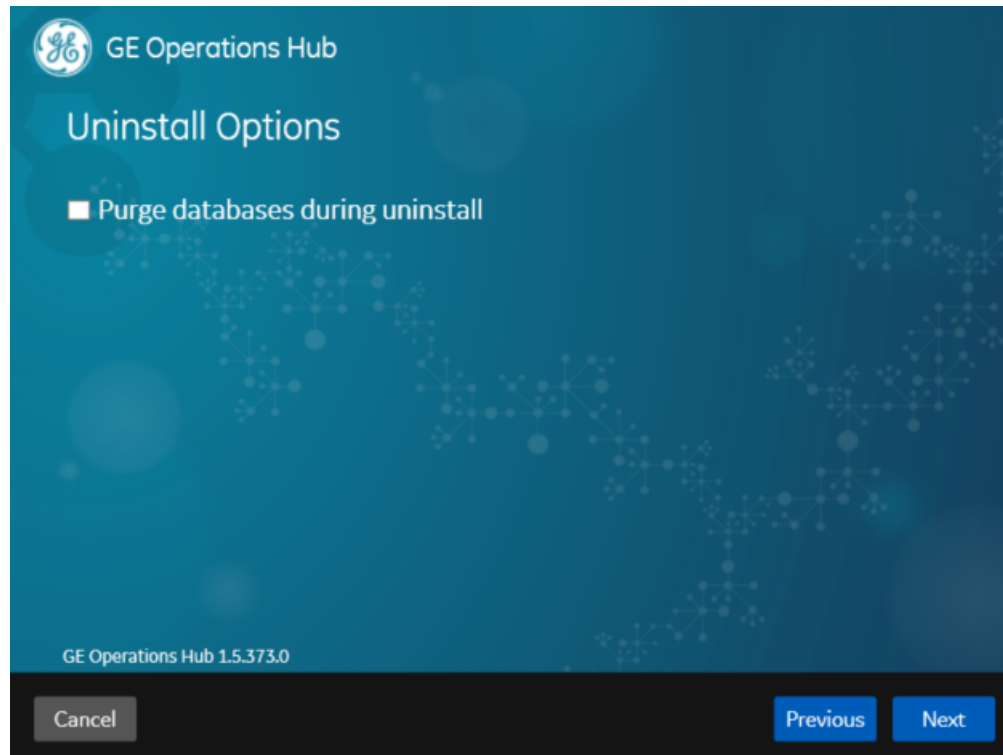 GE Operations Hub
Uninstall Options
Purge databases during uninstall
GE Operations Hub 1.5.373.0
Cancel
Previous
Next